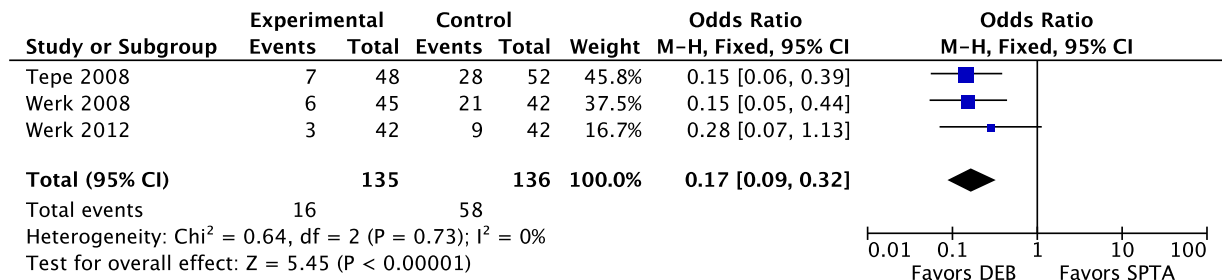 Experimental Control Odds Ratio Odds Ratio
Study or Subgroup Events Total Events Total Weight M-H, Fixed, 95% CI M-H, Fixed, 95% CI
Tepe 2008 7 48 28 52 45.8% 0.15 [0.06, 0.39]
Werk 2008 6 45 21 42 37.5% 0.15 [0.05, 0.44]
Werk 2012 3 42 9 42 16.7% 0.28 [0.07, 1.13]
Total (95% CI) 135 136 100.0% 0.17 [0.09, 0.32]
Total events 16 58
Heterogeneity: Chi² = 0.64, df = 2 (P = 0.73); I² = 0%
Test for overall effect: Z = 5.45 (P < 0.00001)
0.01 0.1 1 10 100
Favors DEB Favors SPTA